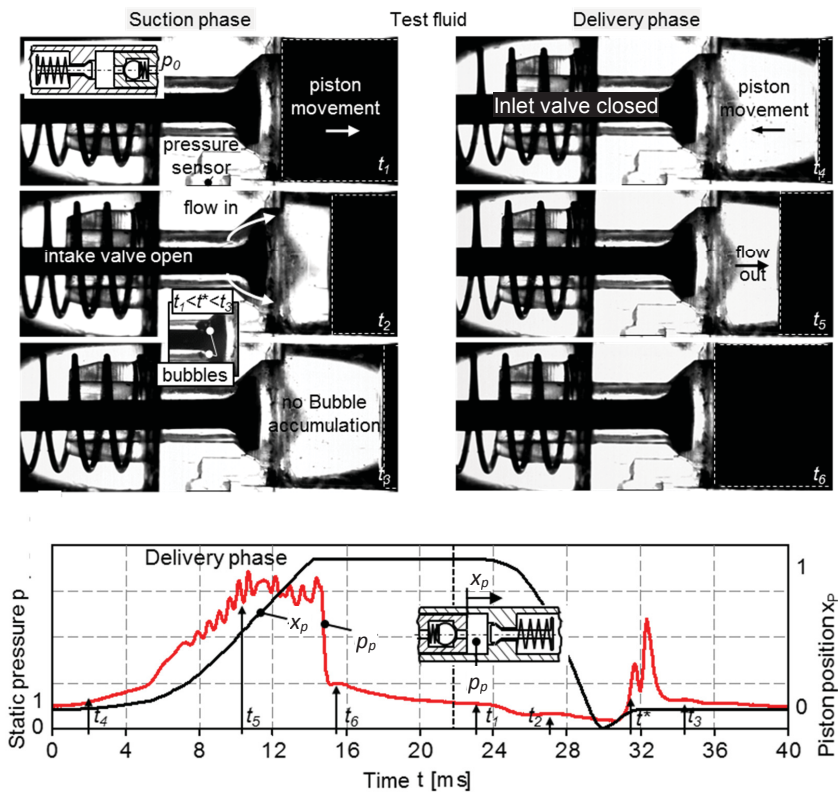 Suction phase
Test fluid
Delivery phase
p0
piston
movement
t1
pressure
sensor
Inlet valve closed
piston
movement
t4
flow in
intake valve open
t1<t*<t3
t2
bubbles
flow
out
t5
no Bubble
accumulation
t3
t6
Static pressure p
1
0
Delivery phase
xp
pp
xp
pp
t4
t5
t6
t1
t2
t*
t3
1
0
Piston position xP
0 4 8 12 16 20 24 28 32 36 40
Time t [ms]